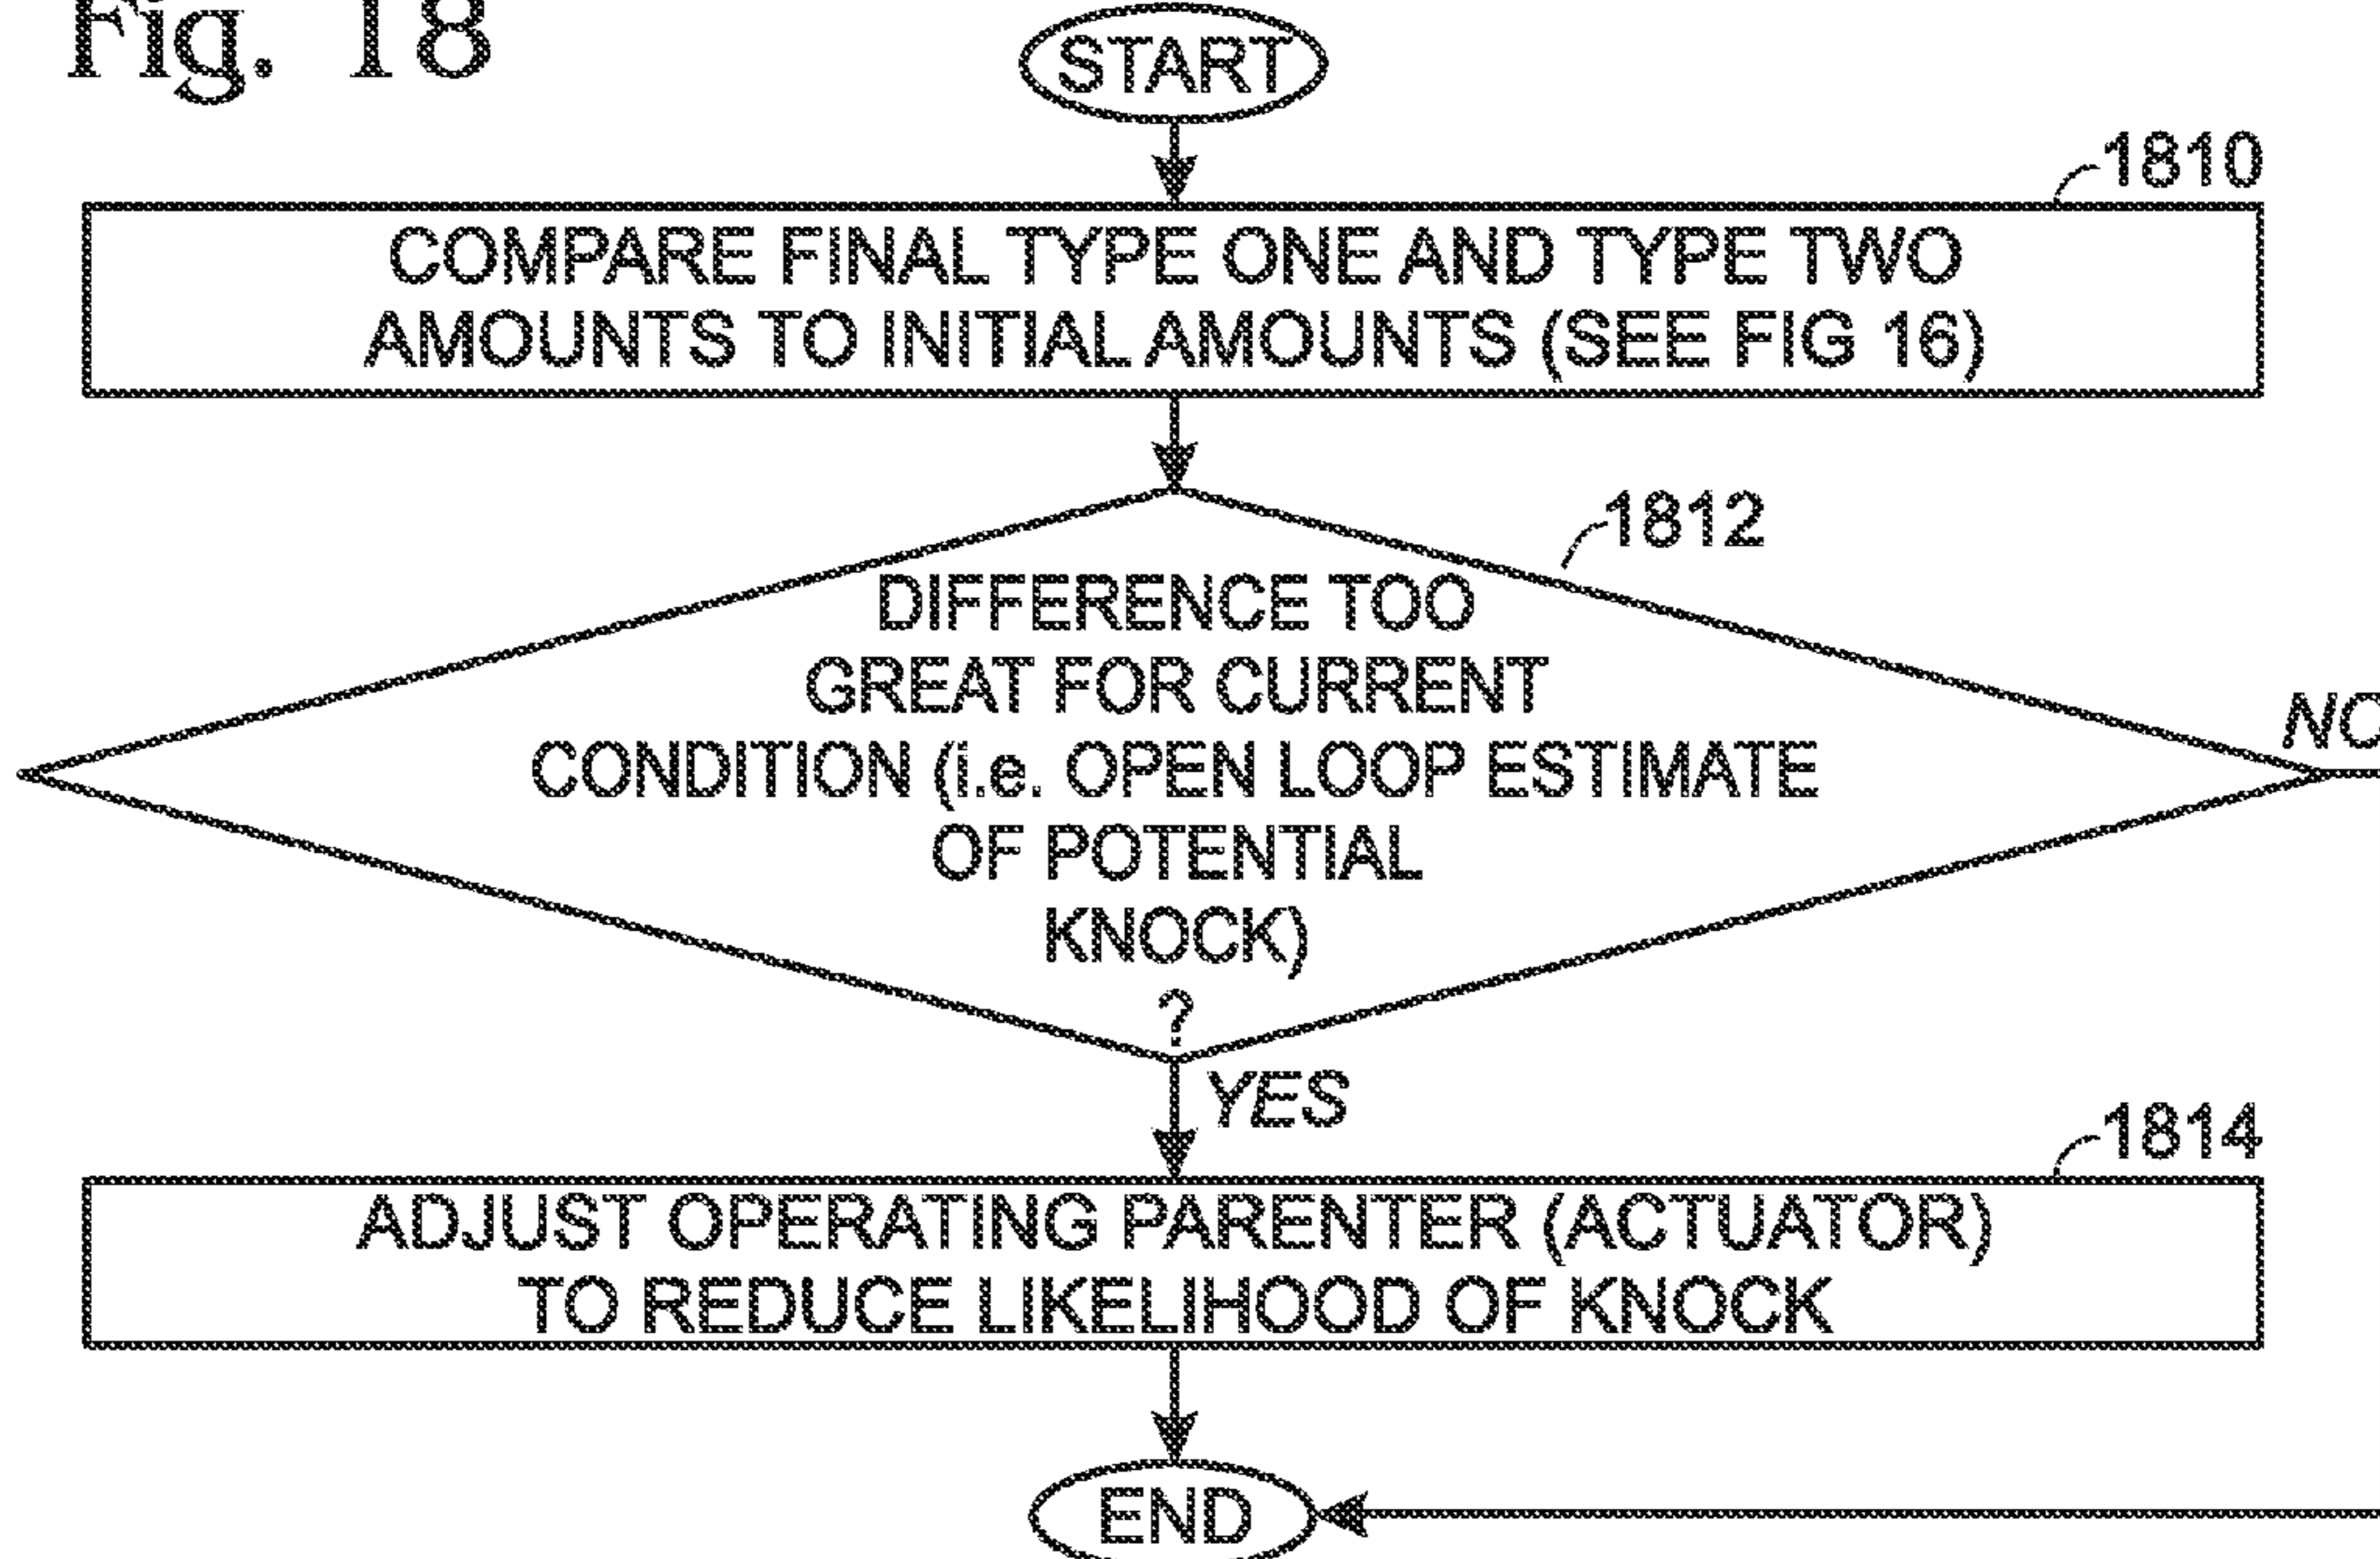 Fig. 18
START
1810
COMPARE FINAL TYPE ONE AND TYPE TWO
AMOUNTS TO INITIAL AMOUNTS (SEE FIG 16)
1812
DIFFERENCE TOO
GREAT FOR CURRENT
CONDITION (i.e. OPEN LOOP ESTIMATE
OF POTENTIAL
KNOCK)
?
NO
YES
1814
ADJUST OPERATING PARENTER (ACTUATOR)
TO REDUCE LIKELIHOOD OF KNOCK
END